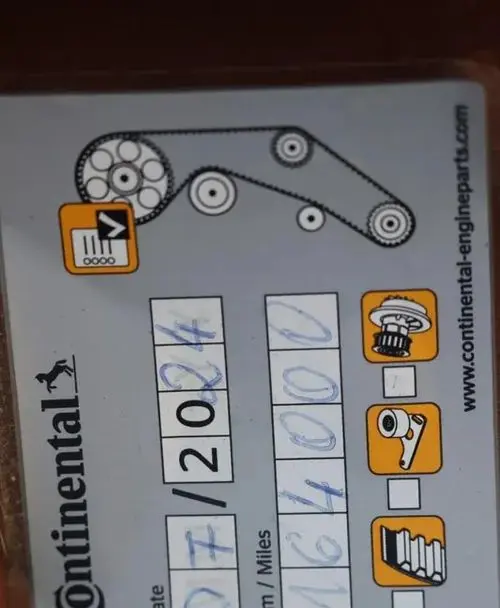 Continental
ate
07/2024
m / Miles
164000
www.continental-engineparts.com